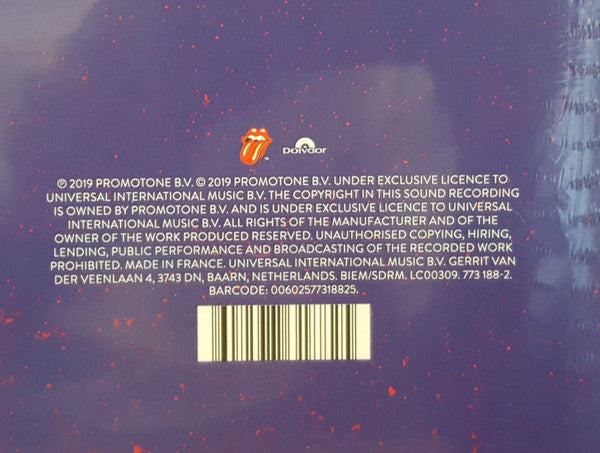 Polydor
℗ 2019 PROMOTONE B.V. © 2019 PROMOTONE B.V. UNDER EXCLUSIVE LICENCE TO
UNIVERSAL INTERNATIONAL MUSIC B.V. THE COPYRIGHT IN THIS SOUND RECORDING
IS OWNED BY PROMOTONE B.V. AND IS UNDER EXCLUSIVE LICENCE TO UNIVERSAL
INTERNATIONAL MUSIC B.V. ALL RIGHTS OF THE MANUFACTURER AND OF THE
OWNER OF THE WORK PRODUCED RESERVED. UNAUTHORISED COPYING, HIRING,
LENDING, PUBLIC PERFORMANCE AND BROADCASTING OF THE RECORDED WORK
PROHIBITED. MADE IN FRANCE. UNIVERSAL INTERNATIONAL MUSIC B.V. GERRIT VAN
DER VEENLAAN 4, 3743 DN, BAARN, NETHERLANDS. BIEM/SDRM. LC00309. 773 188-2.
BARCODE: 00602577318825.